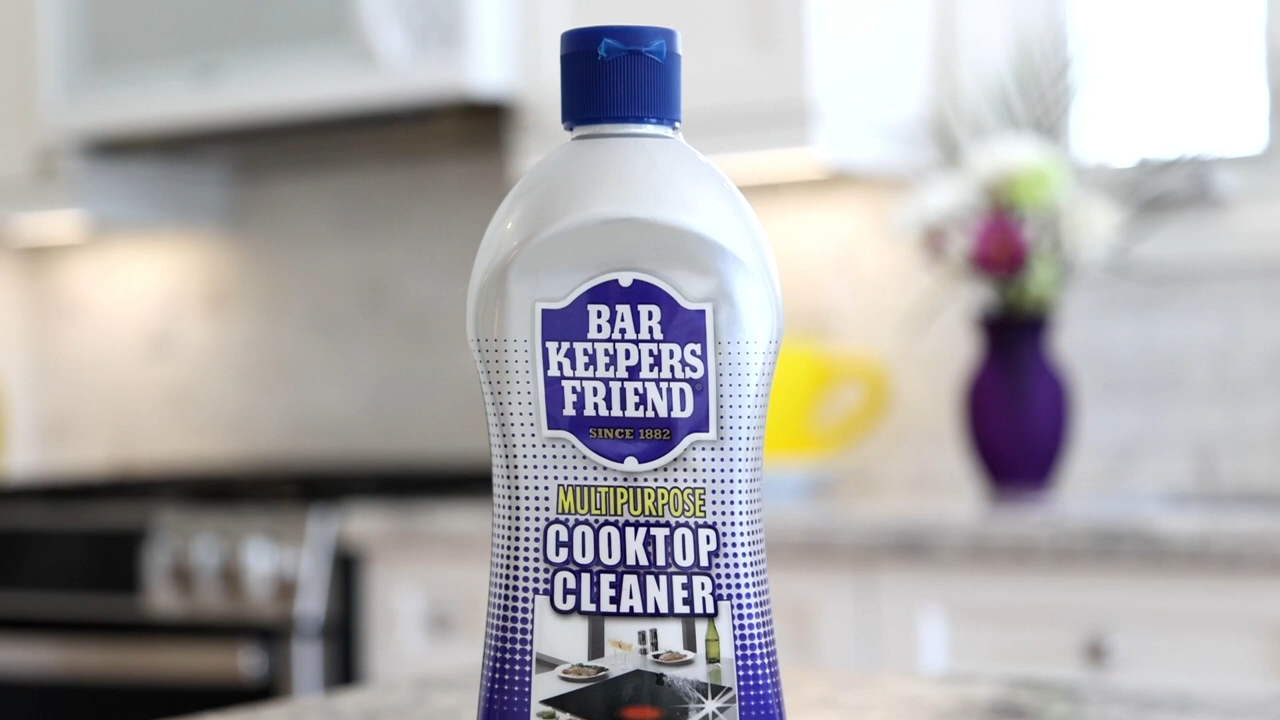 BAR
KEEPERS
FRIEND®
SINCE 1882
MULTIPURPOSE
COOKTOP
CLEANER